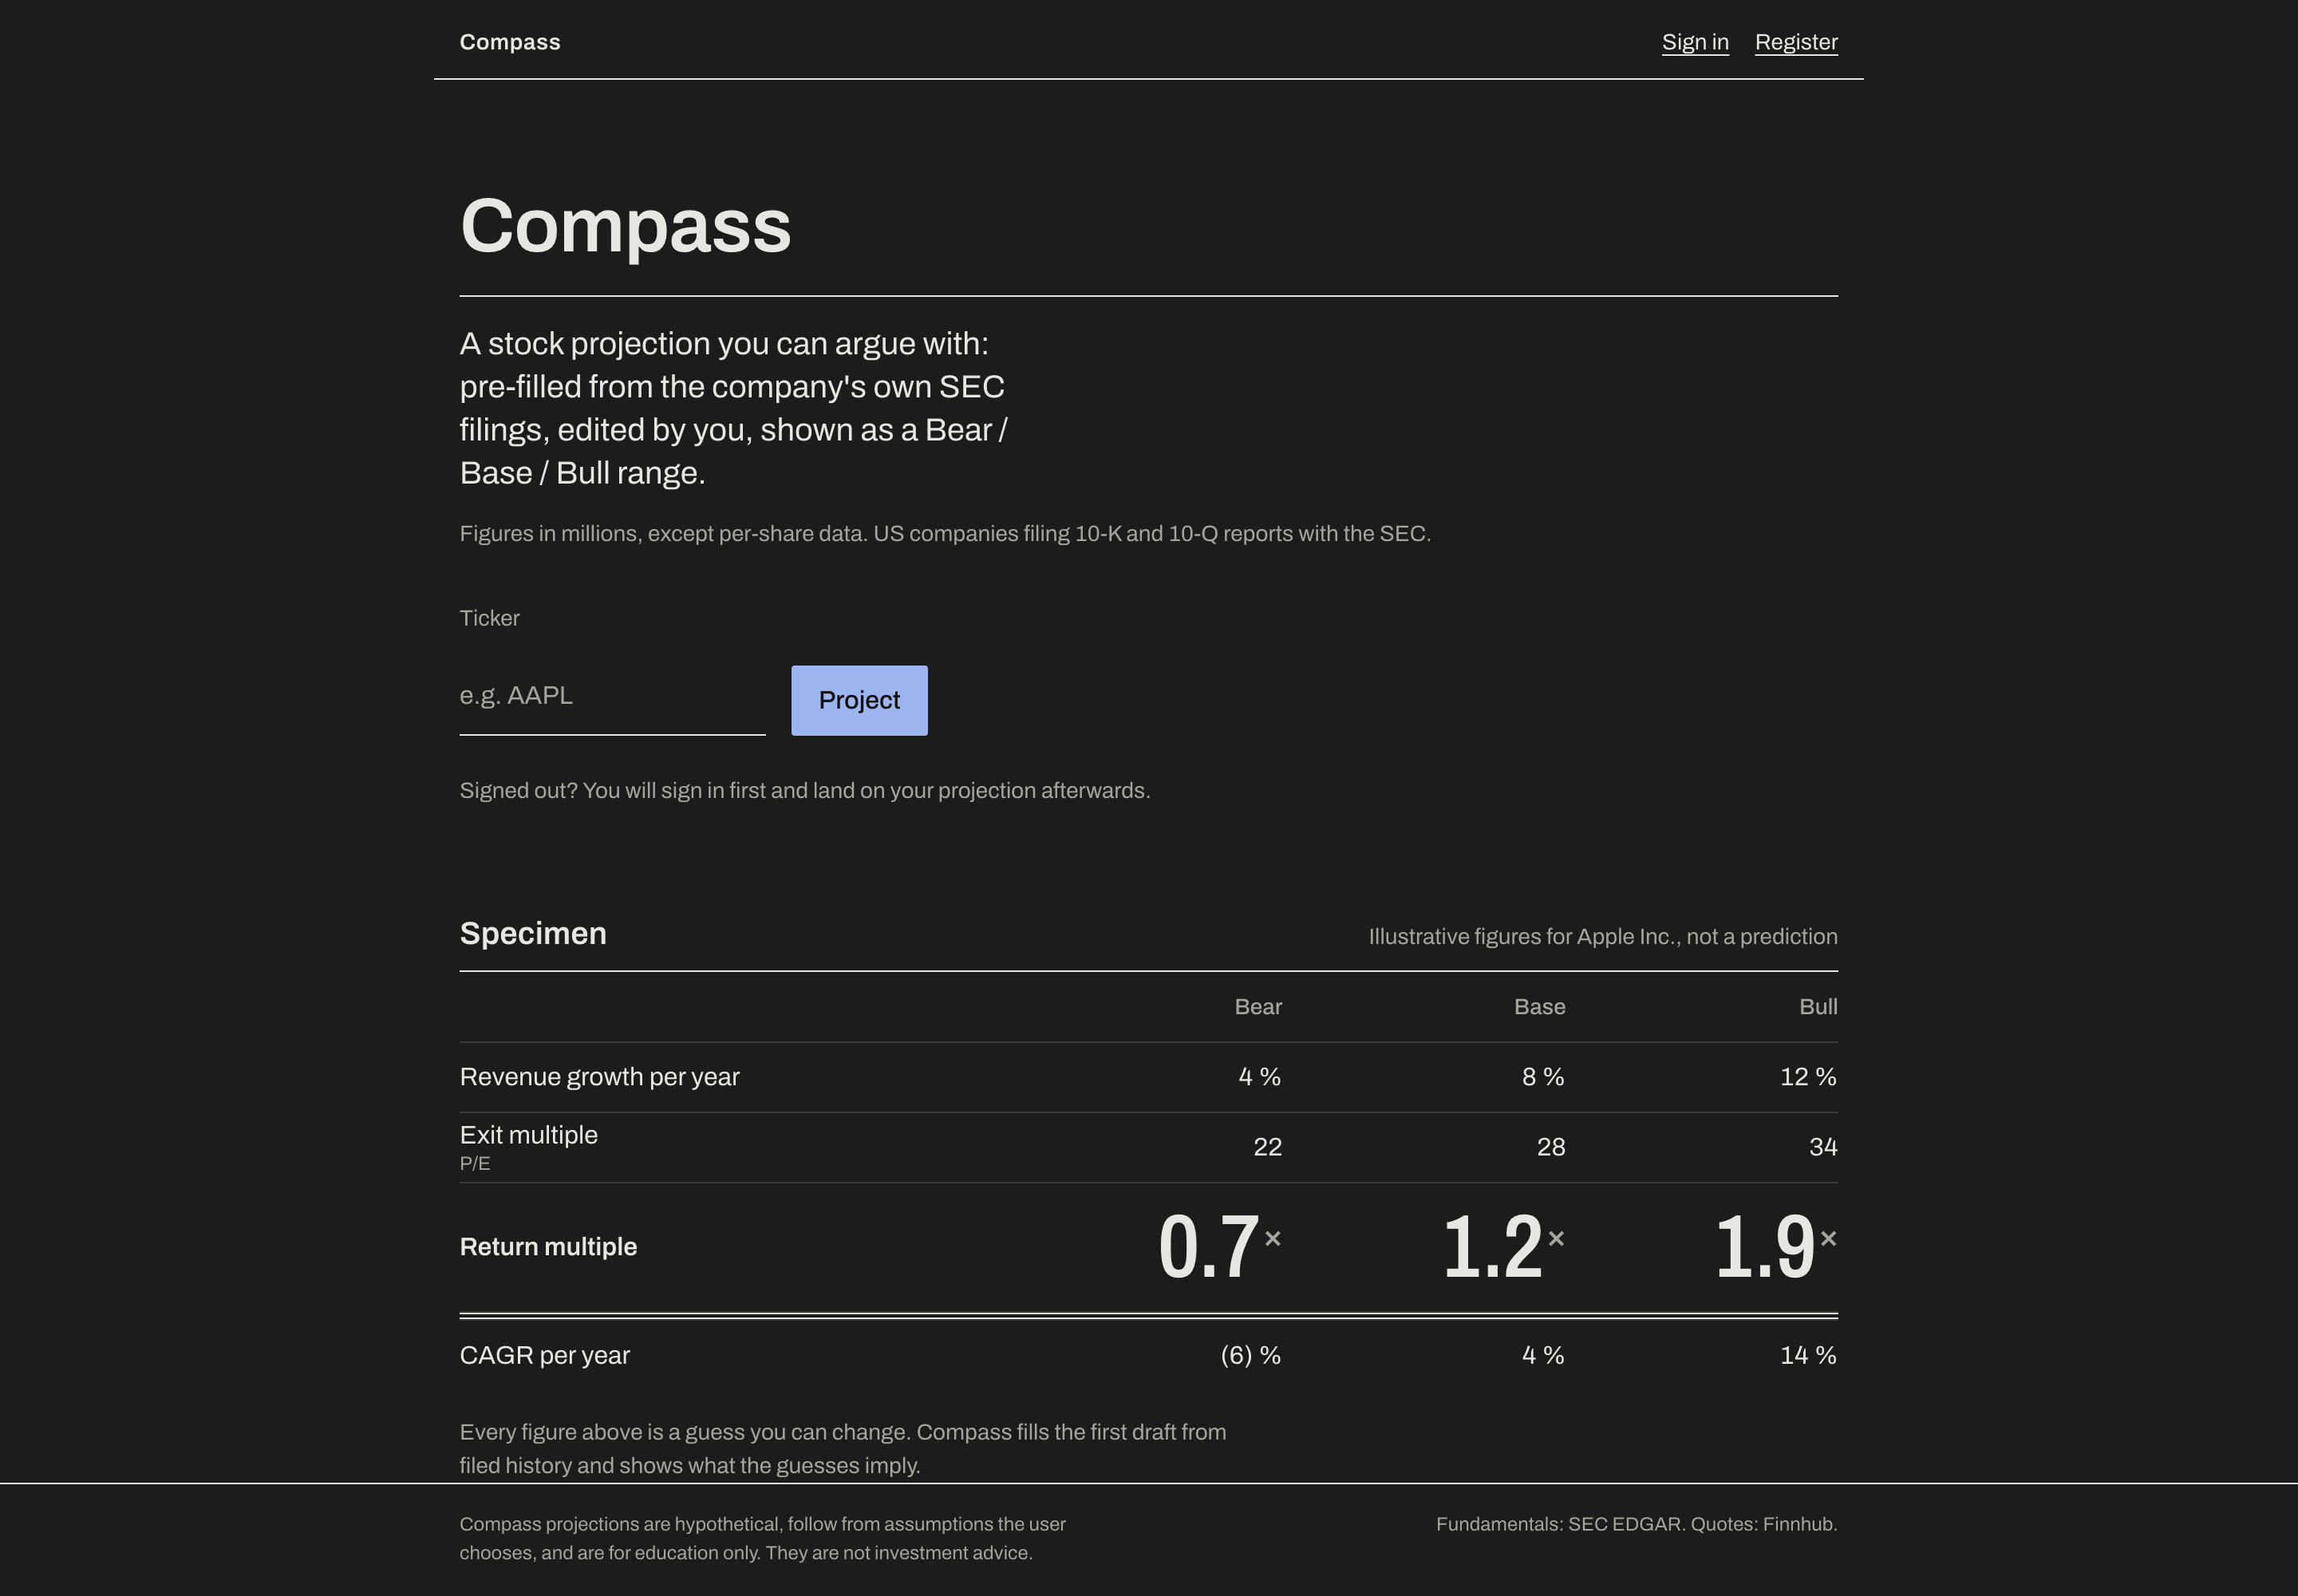 Compass
Sign in Register
Compass
A stock projection you can argue with:
pre-filled from the company's own SEC
filings, edited by you, shown as a Bear /
Base / Bull range.
Figures in millions, except per-share data. US companies filing 10-K and 10-Q reports with the SEC.
Ticker
e.g. AAPL
Project
Signed out? You will sign in first and land on your projection afterwards.
Specimen
Illustrative figures for Apple Inc., not a prediction
Bear Base Bull
Revenue growth per year 4 % 8 % 12 %
Exit multiple 22 28 34
P/E
Return multiple 0.7× 1.2× 1.9×
CAGR per year (6) % 4 % 14 %
Every figure above is a guess you can change. Compass fills the first draft from
filed history and shows what the guesses imply.
Compass projections are hypothetical, follow from assumptions the user
chooses, and are for education only. They are not investment advice.
Fundamentals: SEC EDGAR. Quotes: Finnhub.